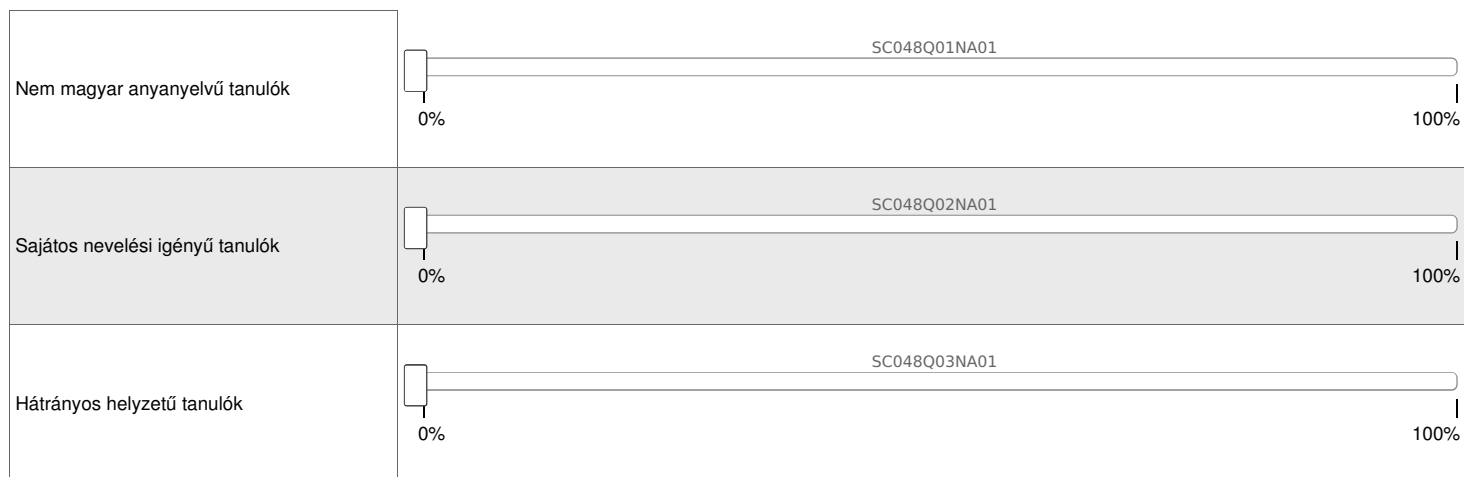 SC048Q01NA01
Nem magyar anyanyelvű tanulók
0% 100%
SC048Q02NA01
Sajátos nevelési igényű tanulók
0% 100%
SC048Q03NA01
Hátrányos helyzetű tanulók
0% 100%